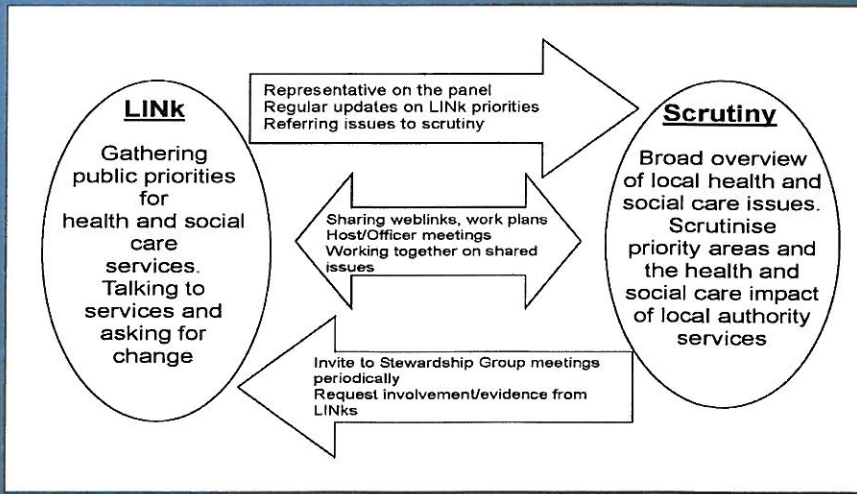 LINk
Gathering
public priorities
for
health and social
care
services.
Talking to
services and
asking for
change
Representative on the panel
Regular updates on LINk priorities
Referring issues to scrutiny
Sharing weblinks, work plans
Host/Officer meetings
Working together on shared
issues
Invite to Stewardship Group meetings
periodically
Request involvement/evidence from
LINks
Scrutiny
Broad overview
of local health and
social care issues.
Scrutinise
priority areas and
the health and
social care impact
of local authority
services